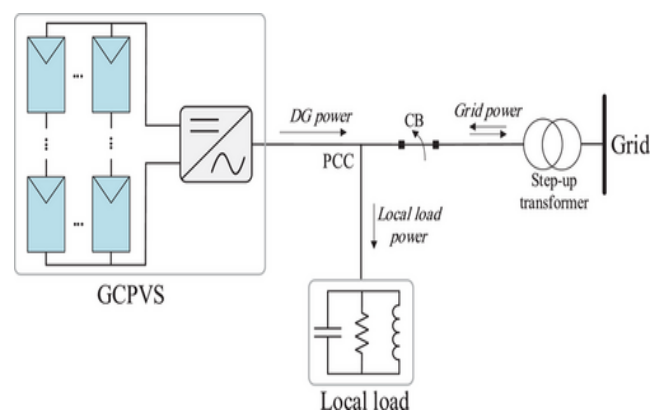 DG power
CB
Grid power
PCC
Grid
Step-up
transformer
Local load
power
GCPVS
Local load